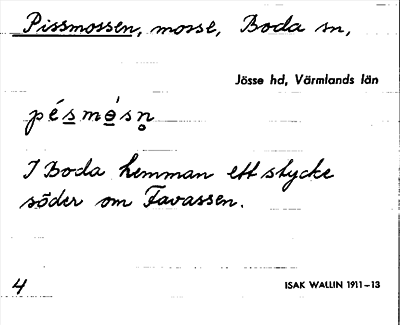 Pissmossen, mosse, Boda sn,
Jösse hd, Värmlands län
pésmósn̥
I Boda hemman ett stycke
söder om Favassen.
4
ISAK WALLIN 1911–13